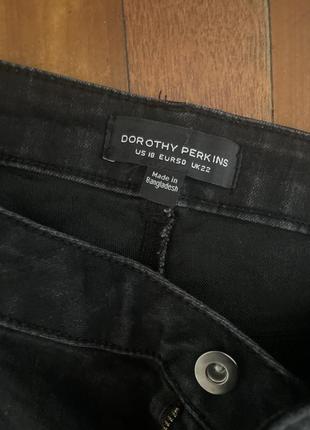 DOROTHY PERKINS
US 18 EUR50 UK22
Made in
Bangladesh